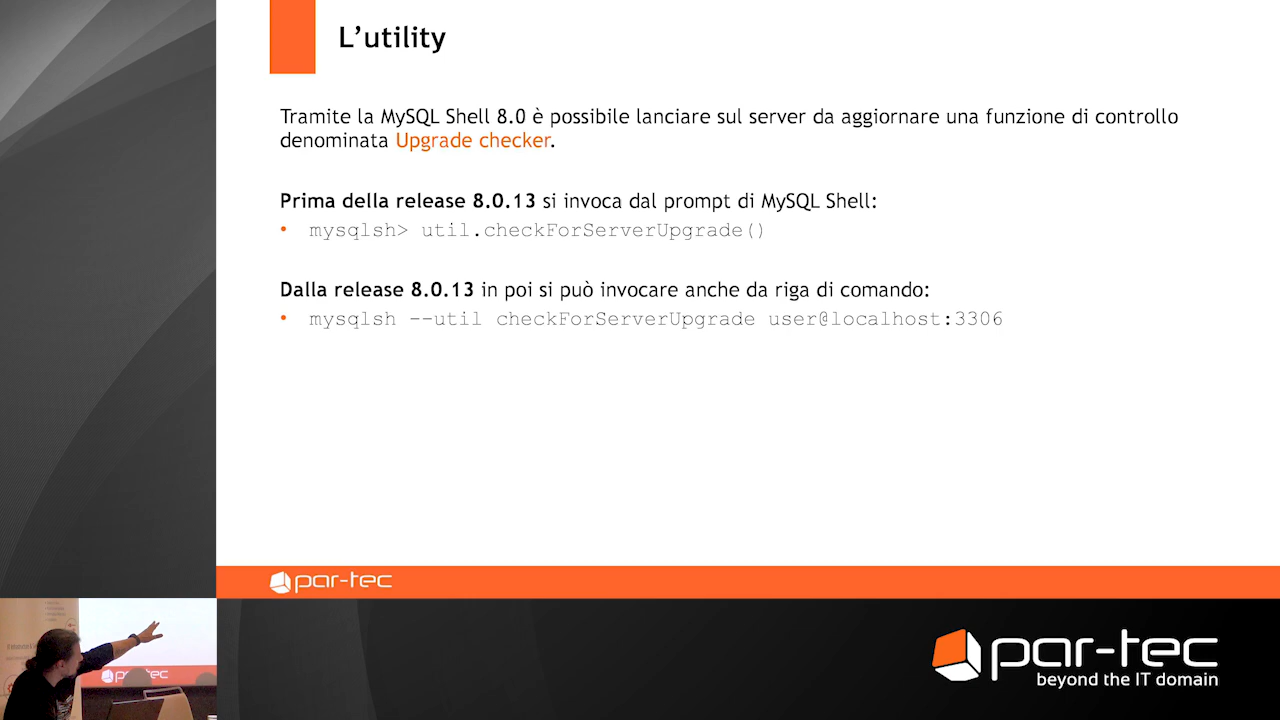 L’utility
Tramite la MySQL Shell 8.0 è possibile lanciare sul server da aggiornare una funzione di controllo
denominata Upgrade checker.
Prima della release 8.0.13 si invoca dal prompt di MySQL Shell:
• mysqlsh> util.checkForServerUpgrade()
Dalla release 8.0.13 in poi si può invocare anche da riga di comando:
• mysqlsh --util checkForServerUpgrade user@localhost:3306
par-tec
par-tec
par-tec
beyond the IT domain